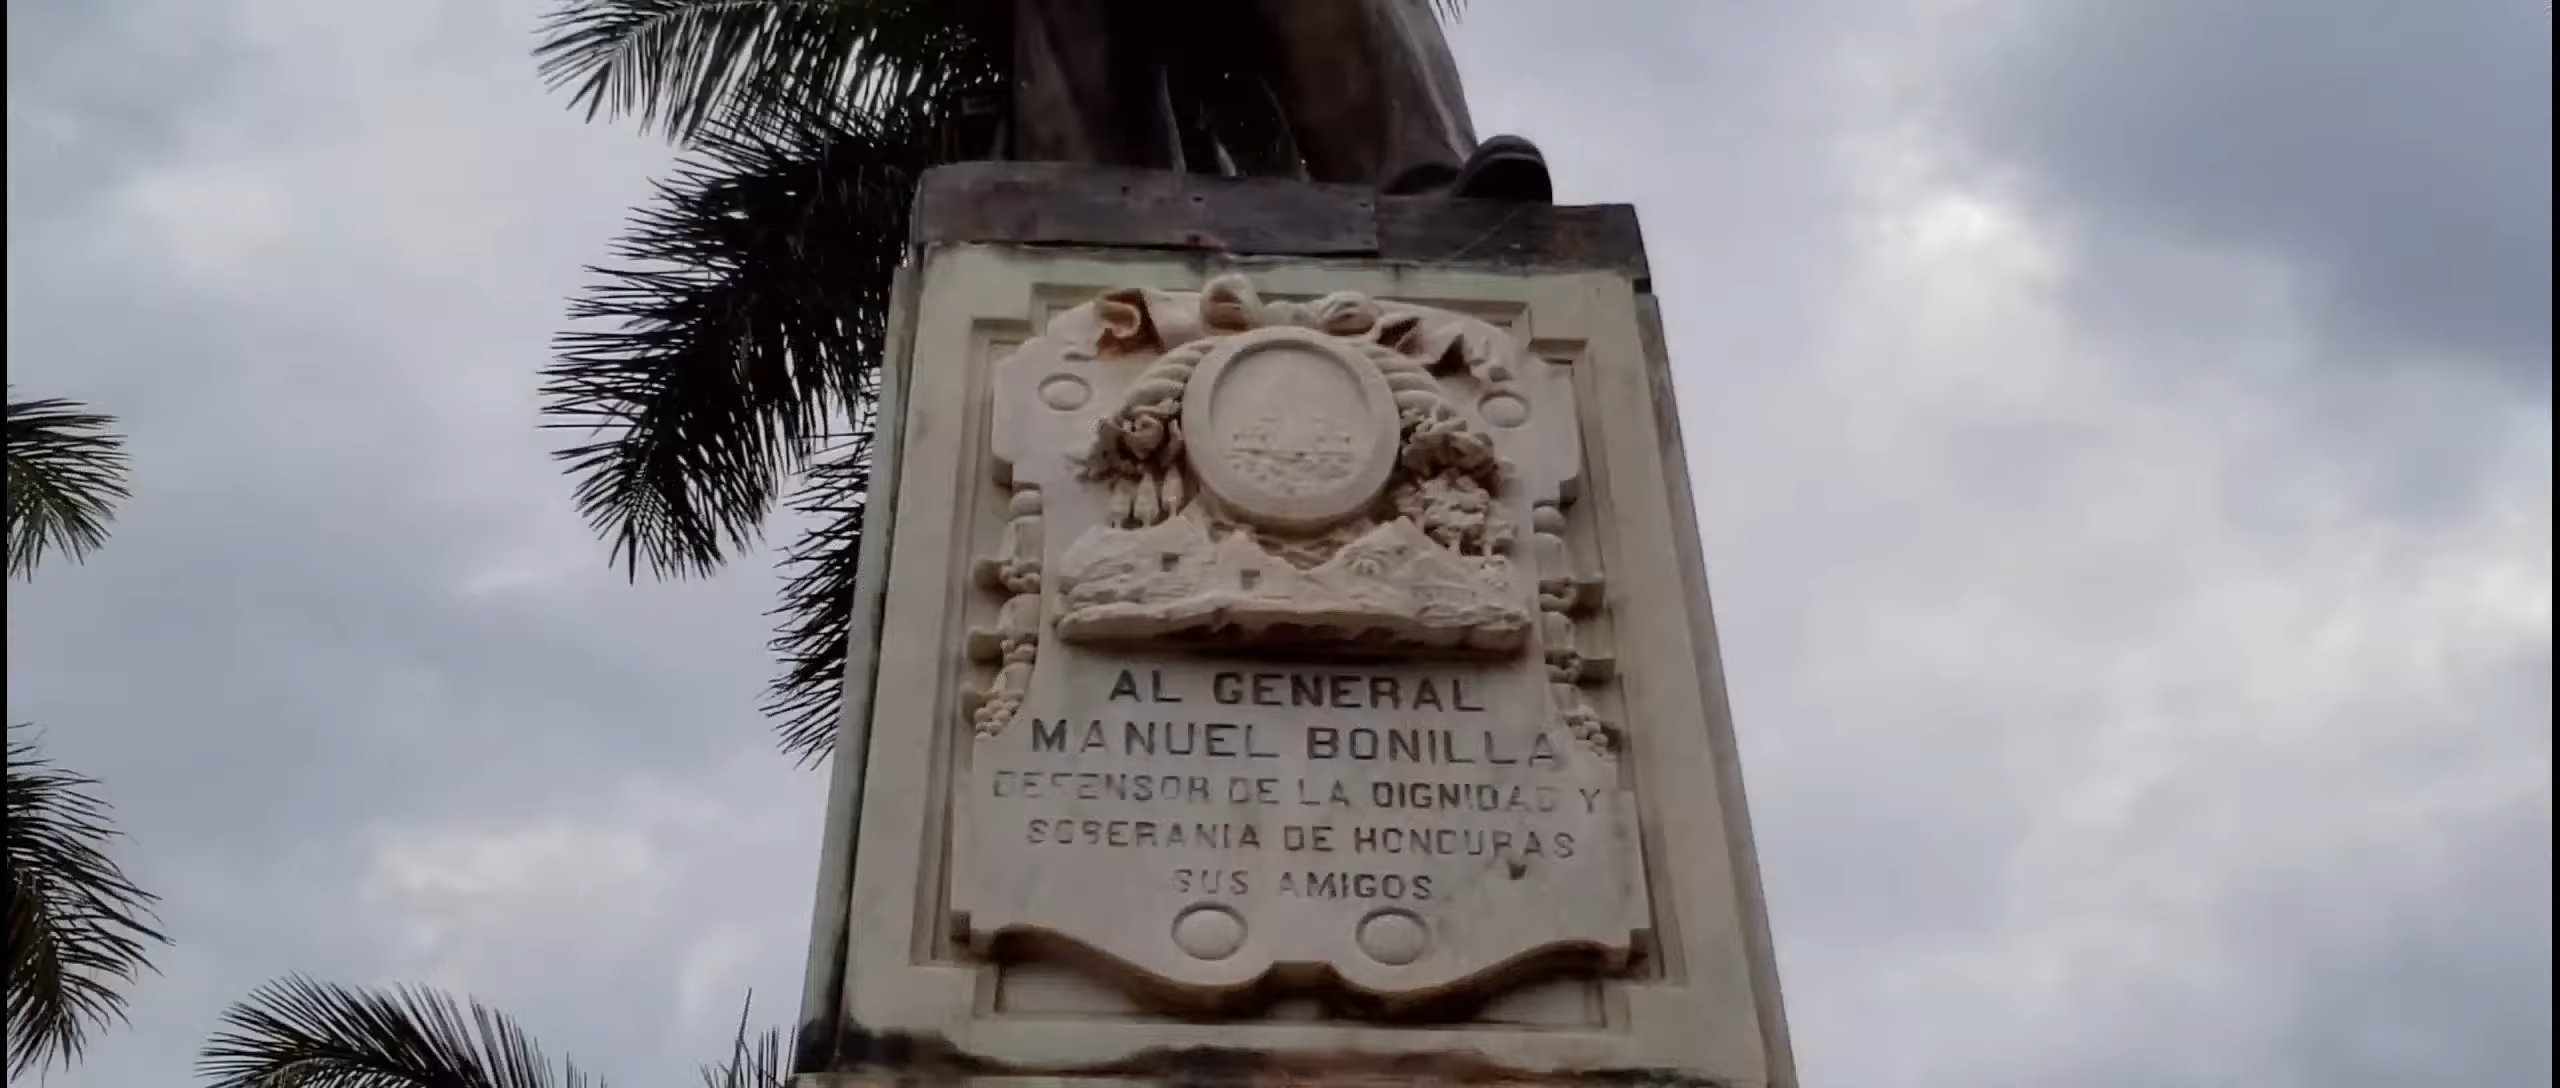 AL GENERAL
MANUEL BONILLA
DEFENSOR DE LA DIGNIDAD Y
SOBERANIA DE HONDURAS
SUS AMIGOS.